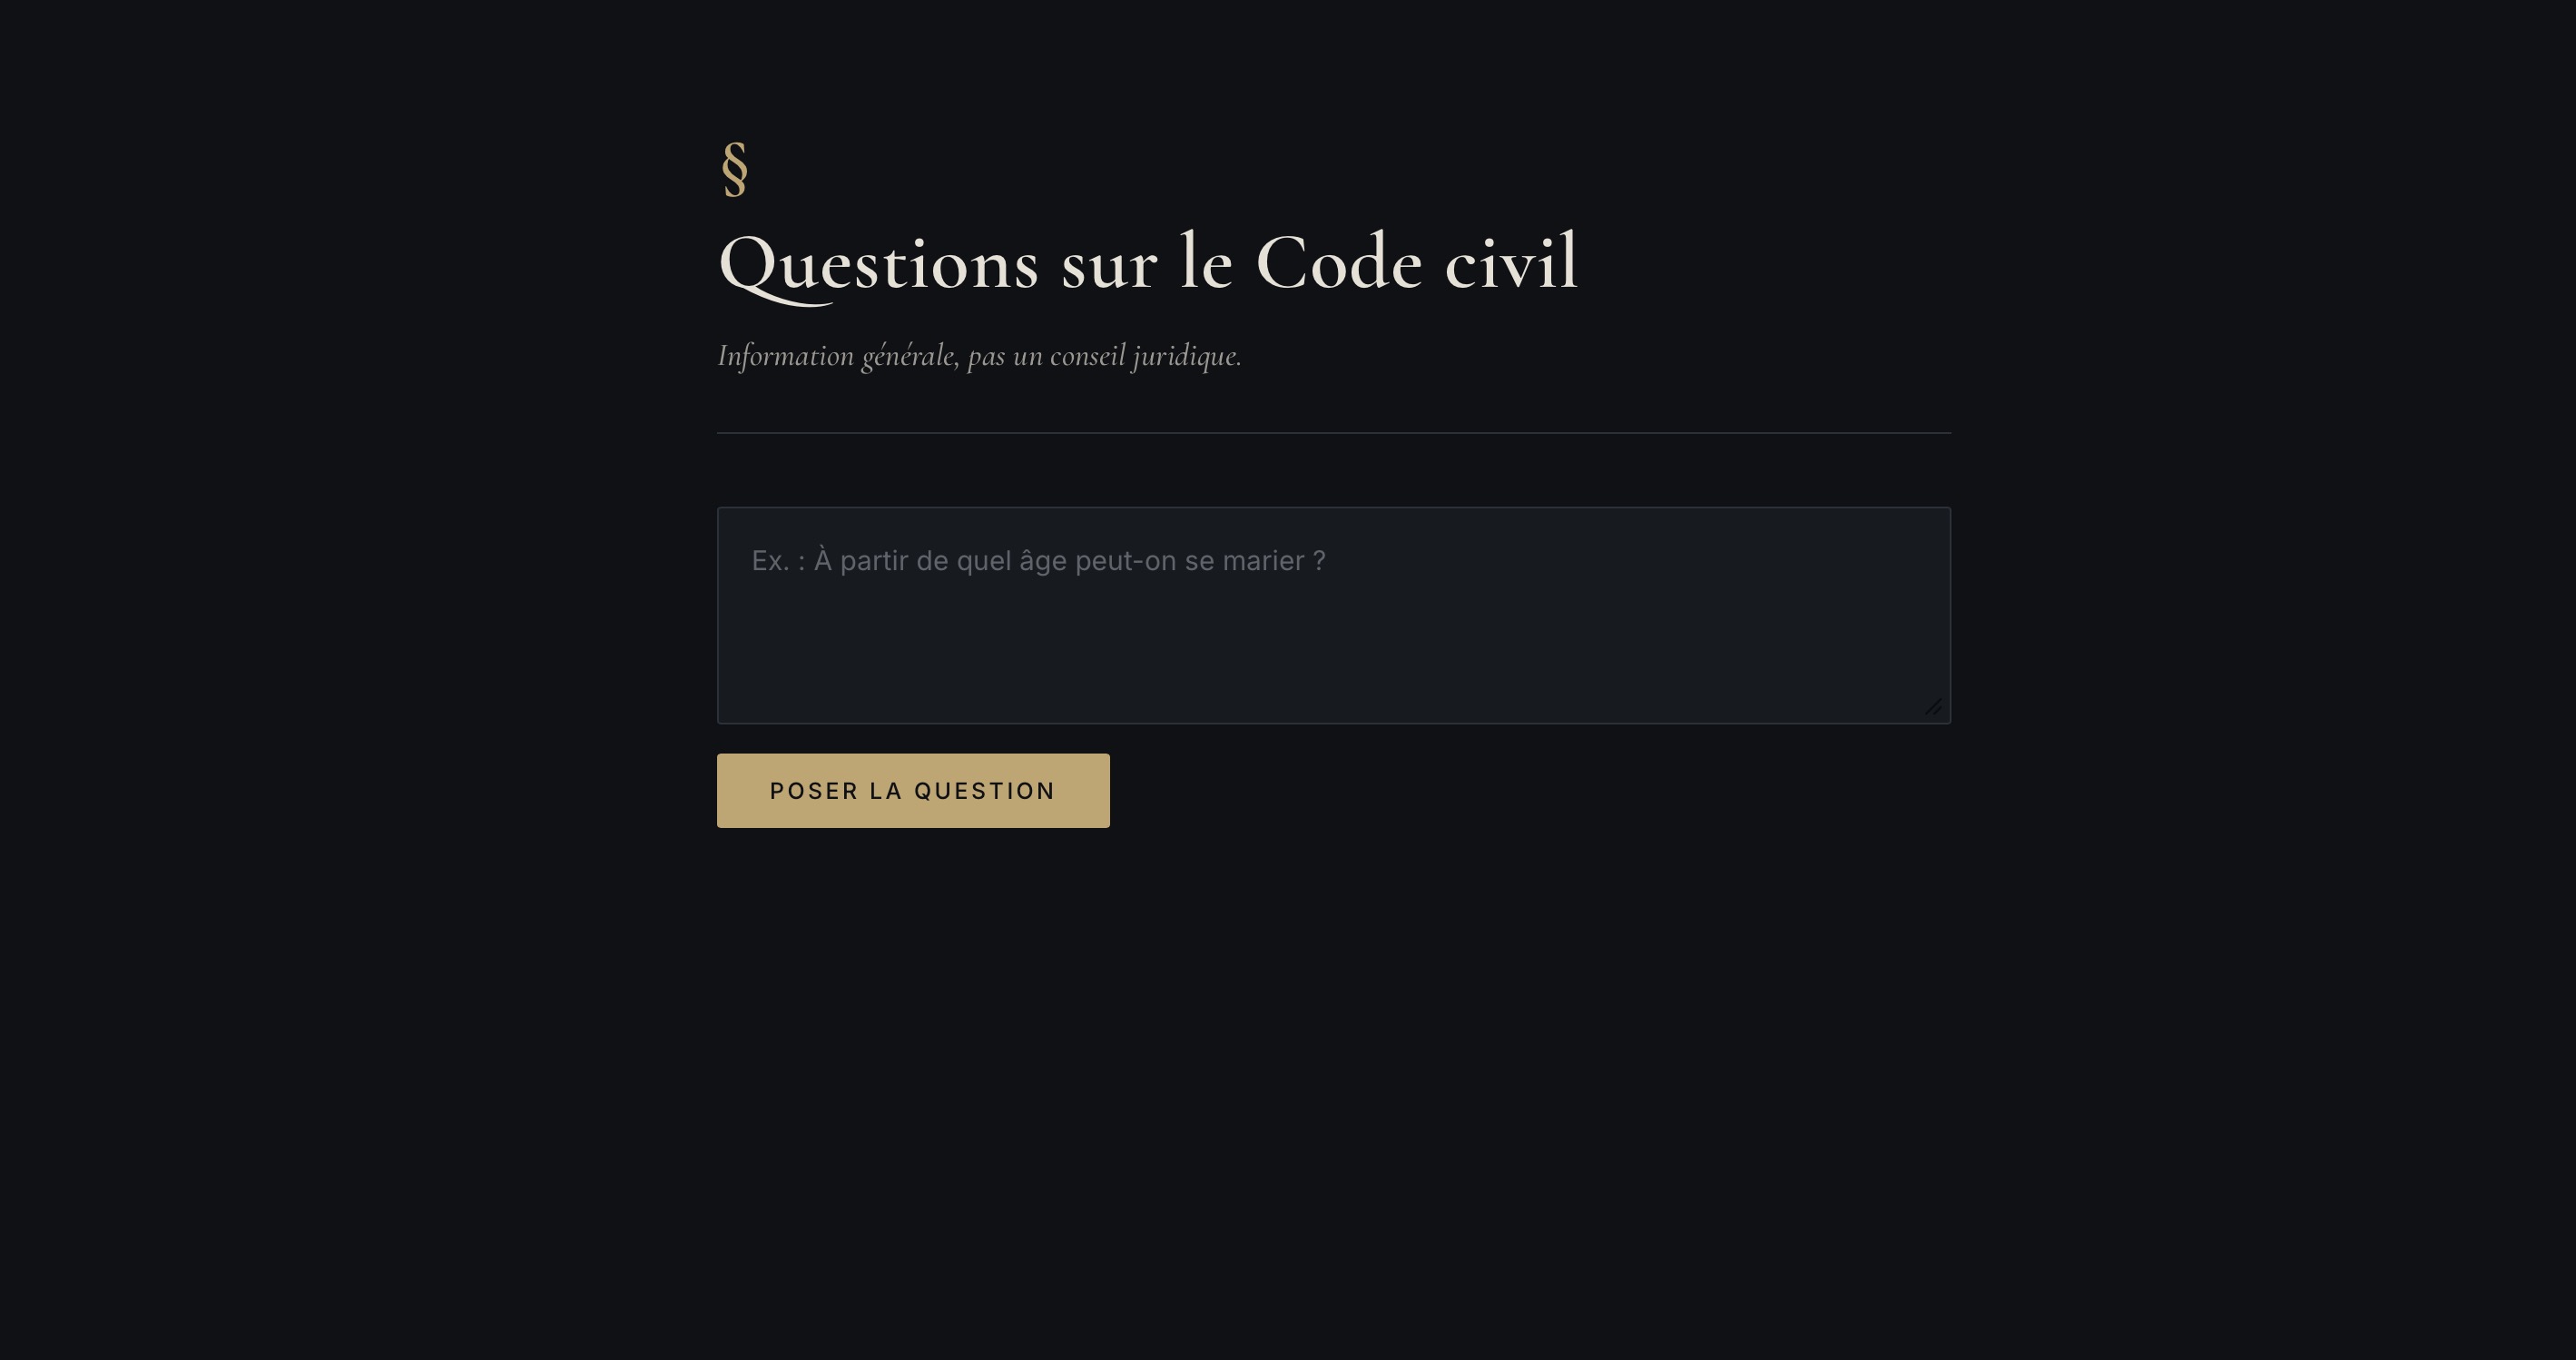 §
Questions sur le Code civil
Information générale, pas un conseil juridique.
Ex. : À partir de quel âge peut-on se marier ?
POSER LA QUESTION